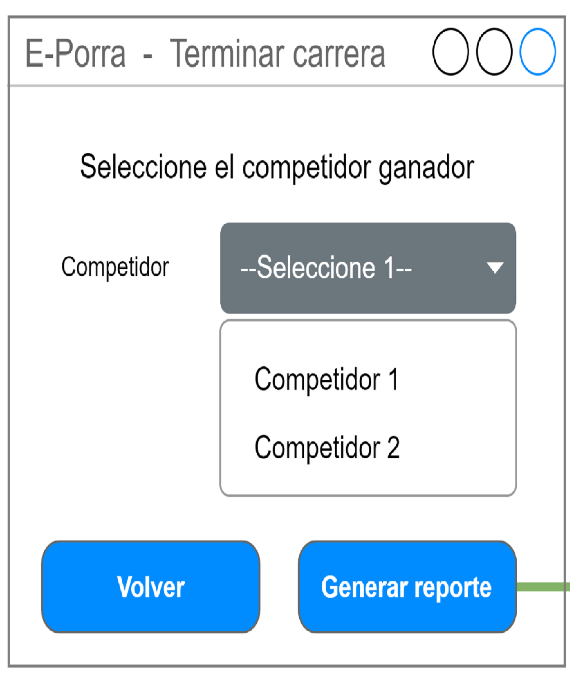 E-Porra - Terminar carrera
Seleccione el competidor ganador
Competidor
--Seleccione 1--
Competidor 1
Competidor 2
Volver
Generar reporte